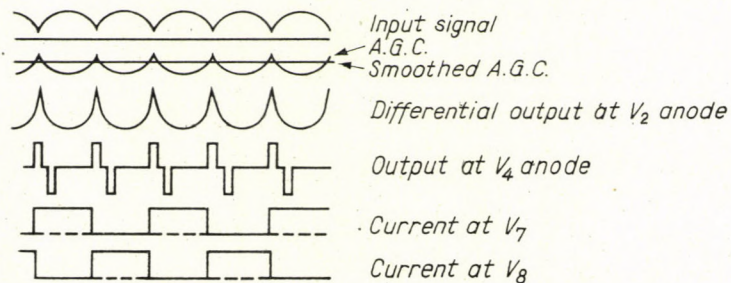 Input signal
A.G.C.
Smoothed A.G.C.
Differential output at V2 anode
Output at V4 anode
Current at V7
Current at V8